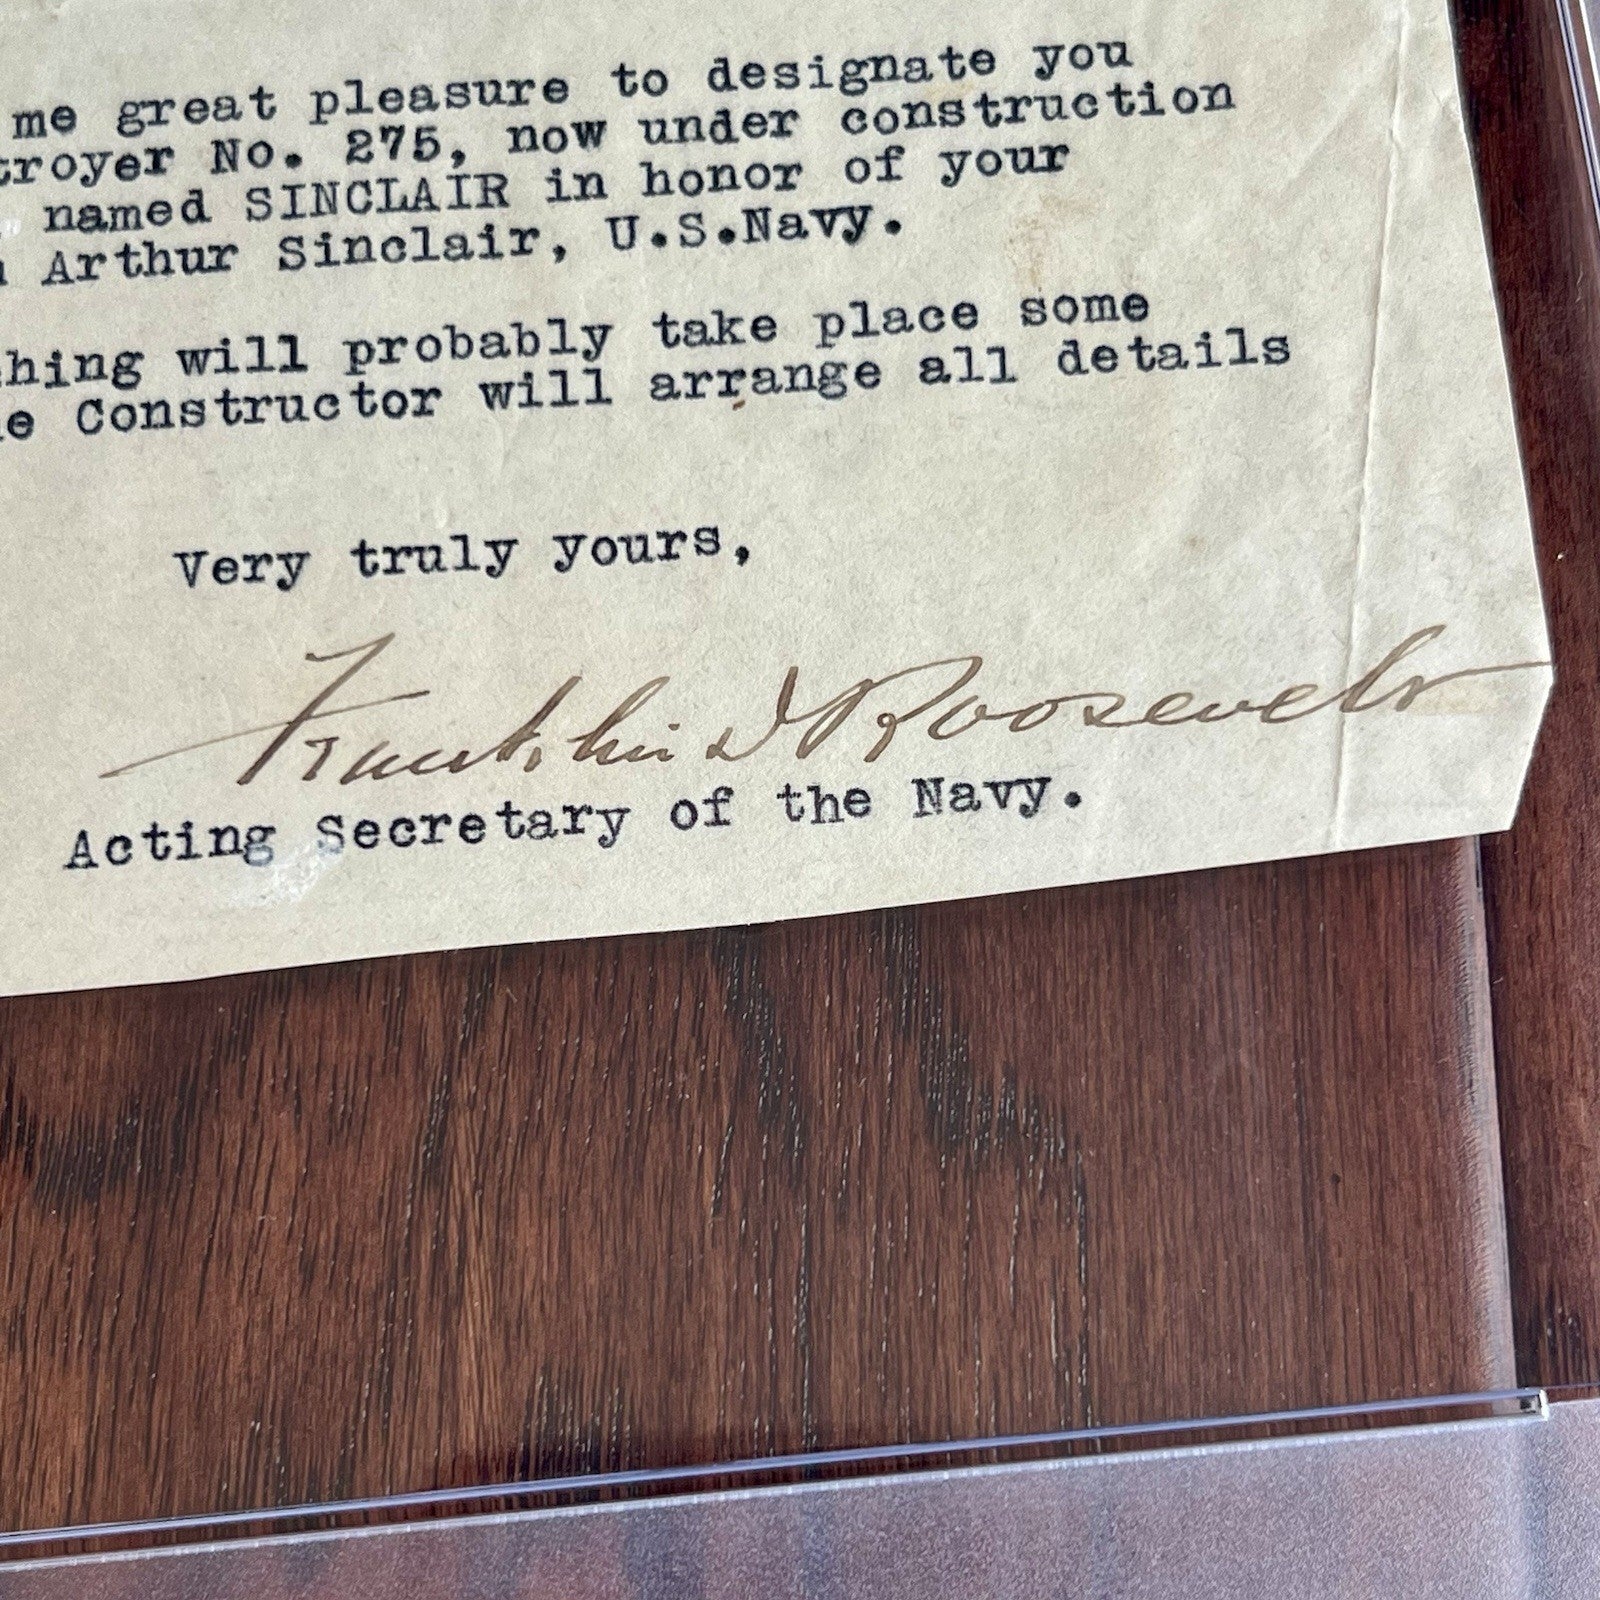 me great pleasure to designate you
troyer No. 275, now under construction
named SINCLAIR in honor of your
Arthur Sinclair, U.S.Navy.
hing will probably take place some
e Constructor will arrange all details
Very truly yours,
Franklin D Roosevelt
Acting Secretary of the Navy.